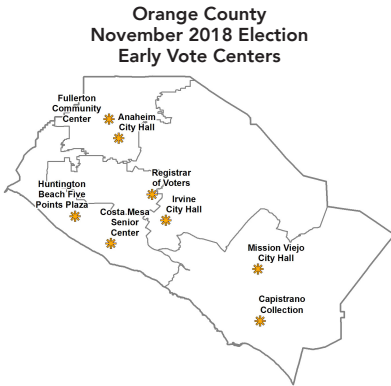 Orange County
November 2018 Election
Early Vote Centers
Fullerton
Community
Center
Anaheim
City Hall
Registrar
of Voters
Huntington
Beach Five
Points Plaza
Irvine
City Hall
Costa Mesa
Senior
Center
Mission Viejo
City Hall
Capistrano
Collection